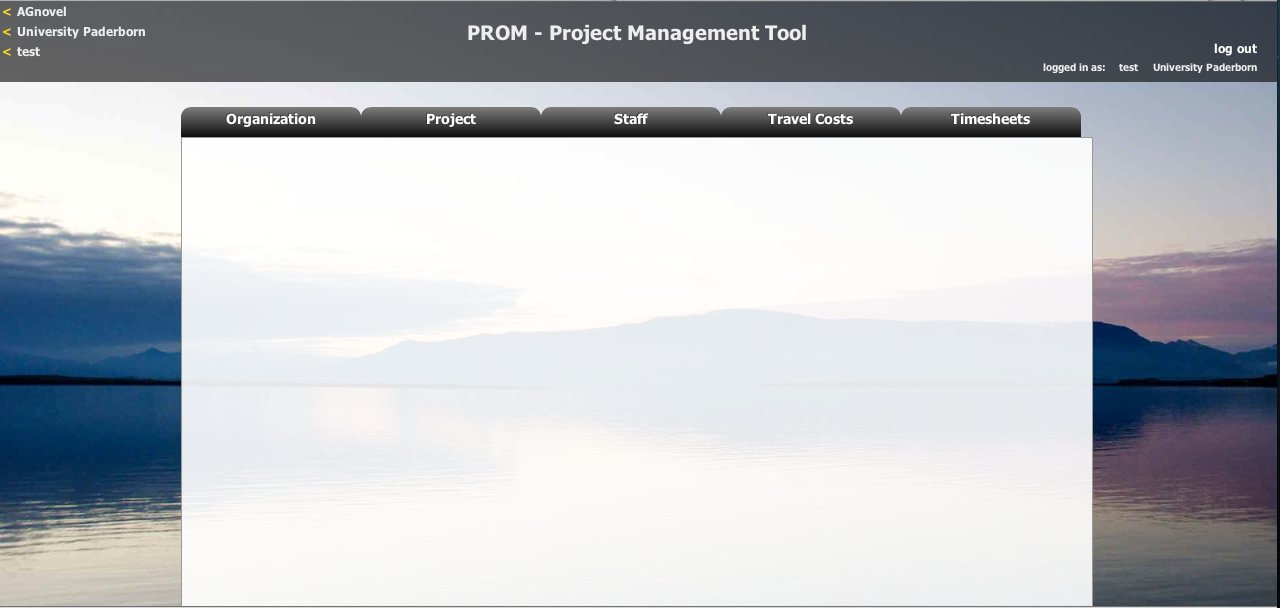 < AGnovel
< University Paderborn
< test
PROM - Project Management Tool
log out
logged in as: test University Paderborn
Organization Project Staff Travel Costs Timesheets